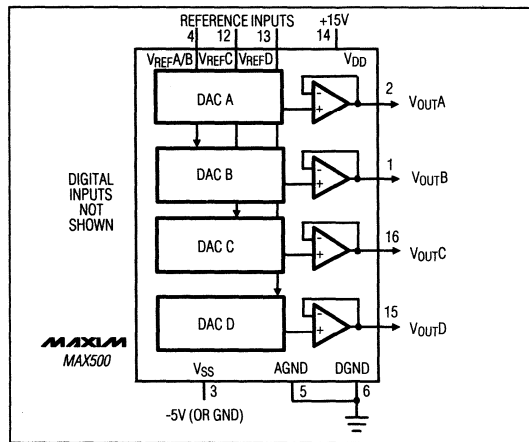 REFERENCE INPUTS
+15V
4 12 13 14
VREFA/B VREFC VREFD VDD
DAC A
- +
2
VOUTA
DAC B
- +
1
VOUTB
DIGITAL
INPUTS
NOT
SHOWN
DAC C
- +
16
VOUTC
DAC D
- +
15
VOUTD
MAXIM
MAX500
VSS AGND DGND
3 5 6
-5V (OR GND)